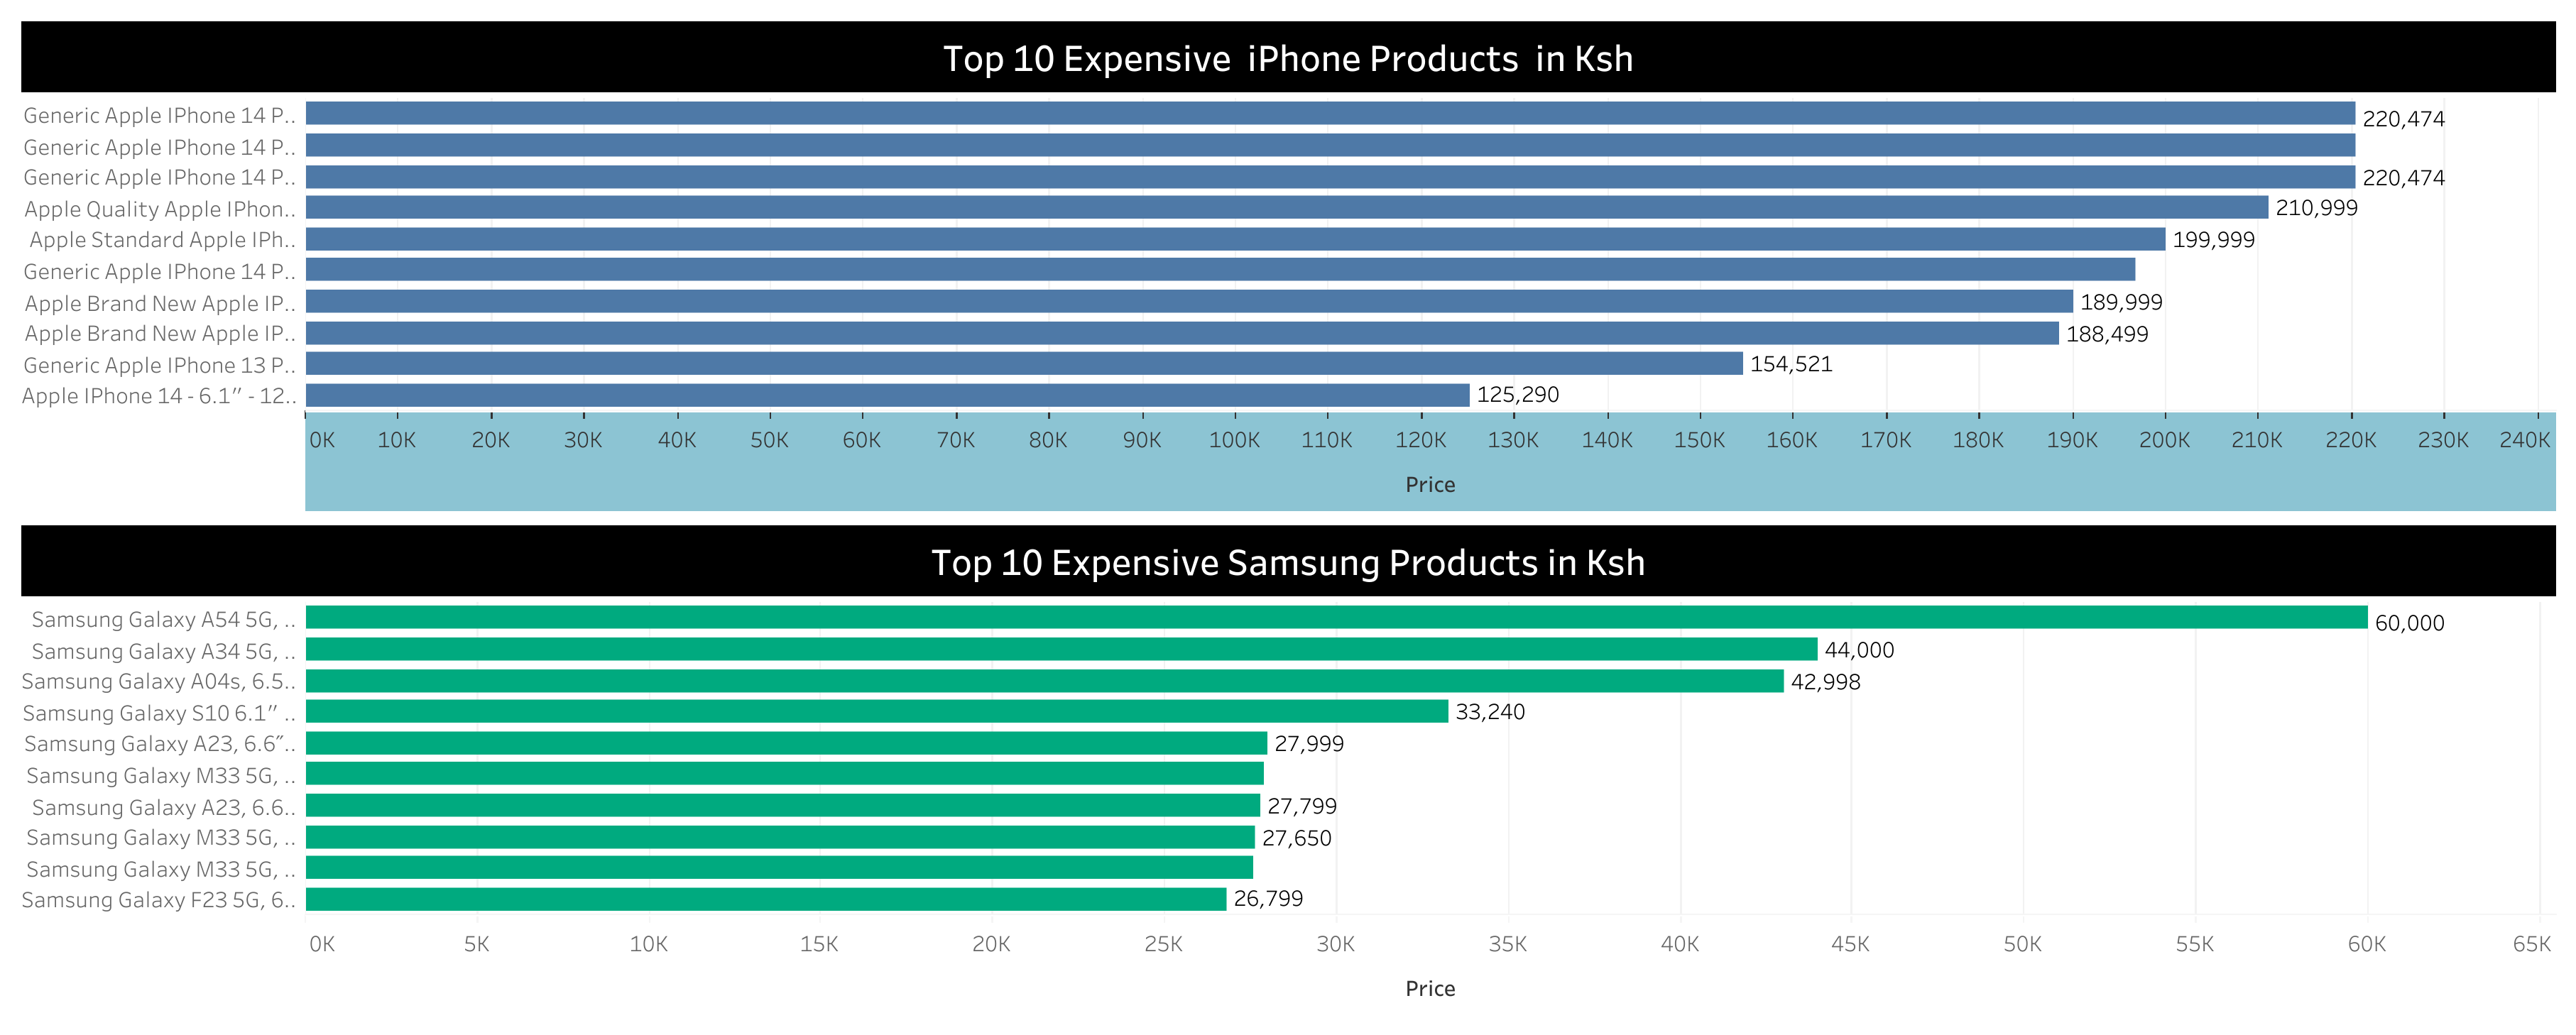 Top 10 Expensive  iPhone Products  in Ksh
Generic Apple IPhone 14 P.. 220,474
Generic Apple IPhone 14 P..
Generic Apple IPhone 14 P.. 220,474
Apple Quality Apple IPhon.. 210,999
Apple Standard Apple IPh.. 199,999
Generic Apple IPhone 14 P..
Apple Brand New Apple IP.. 189,999
Apple Brand New Apple IP.. 188,499
Generic Apple IPhone 13 P.. 154,521
Apple IPhone 14 - 6.1” - 12.. 125,290
0K 10K 20K 30K 40K 50K 60K 70K 80K 90K 100K 110K 120K 130K 140K 150K 160K 170K 180K 190K 200K 210K 220K 230K 240K
Price
Top 10 Expensive Samsung Products in Ksh
Samsung Galaxy A54 5G, .. 60,000
Samsung Galaxy A34 5G, .. 44,000
Samsung Galaxy A04s, 6.5.. 42,998
Samsung Galaxy S10 6.1” .. 33,240
Samsung Galaxy A23, 6.6”.. 27,999
Samsung Galaxy M33 5G, ..
Samsung Galaxy A23, 6.6.. 27,799
Samsung Galaxy M33 5G, .. 27,650
Samsung Galaxy M33 5G, ..
Samsung Galaxy F23 5G, 6.. 26,799
0K 5K 10K 15K 20K 25K 30K 35K 40K 45K 50K 55K 60K 65K
Price